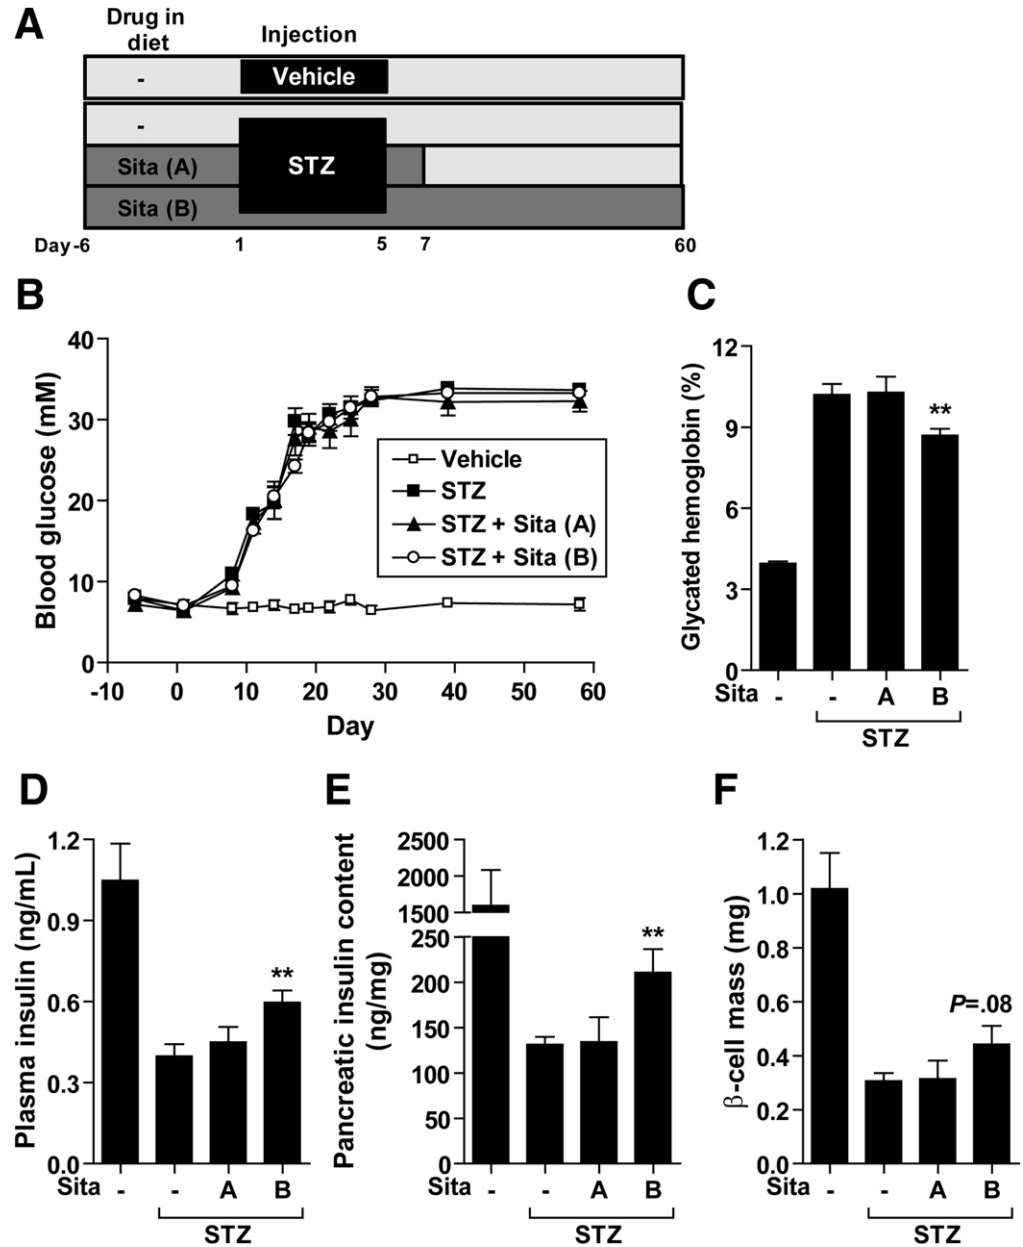 A
Drug in
diet
Injection
-
Vehicle
-
Sita (A)
STZ
Sita (B)
Day -6 1 5 7 60
B
Blood glucose (mM)
40
30
20
10
0
-10 0 10 20 30 40 50 60
Day
Vehicle
STZ
STZ + Sita (A)
STZ + Sita (B)
C
Glycated hemoglobin (%)
12
9
6
3
0
**
Sita - - A B
STZ
D
Plasma insulin (ng/mL)
1.2
0.9
0.6
0.3
0.0
**
Sita - - A B
STZ
E
Pancreatic insulin content
(ng/mg)
2500
2000
1500
250
200
150
100
50
0
**
Sita - - A B
STZ
F
β-cell mass (mg)
1.2
1.0
0.8
0.6
0.4
0.2
0.0
P=.08
Sita - - A B
STZ